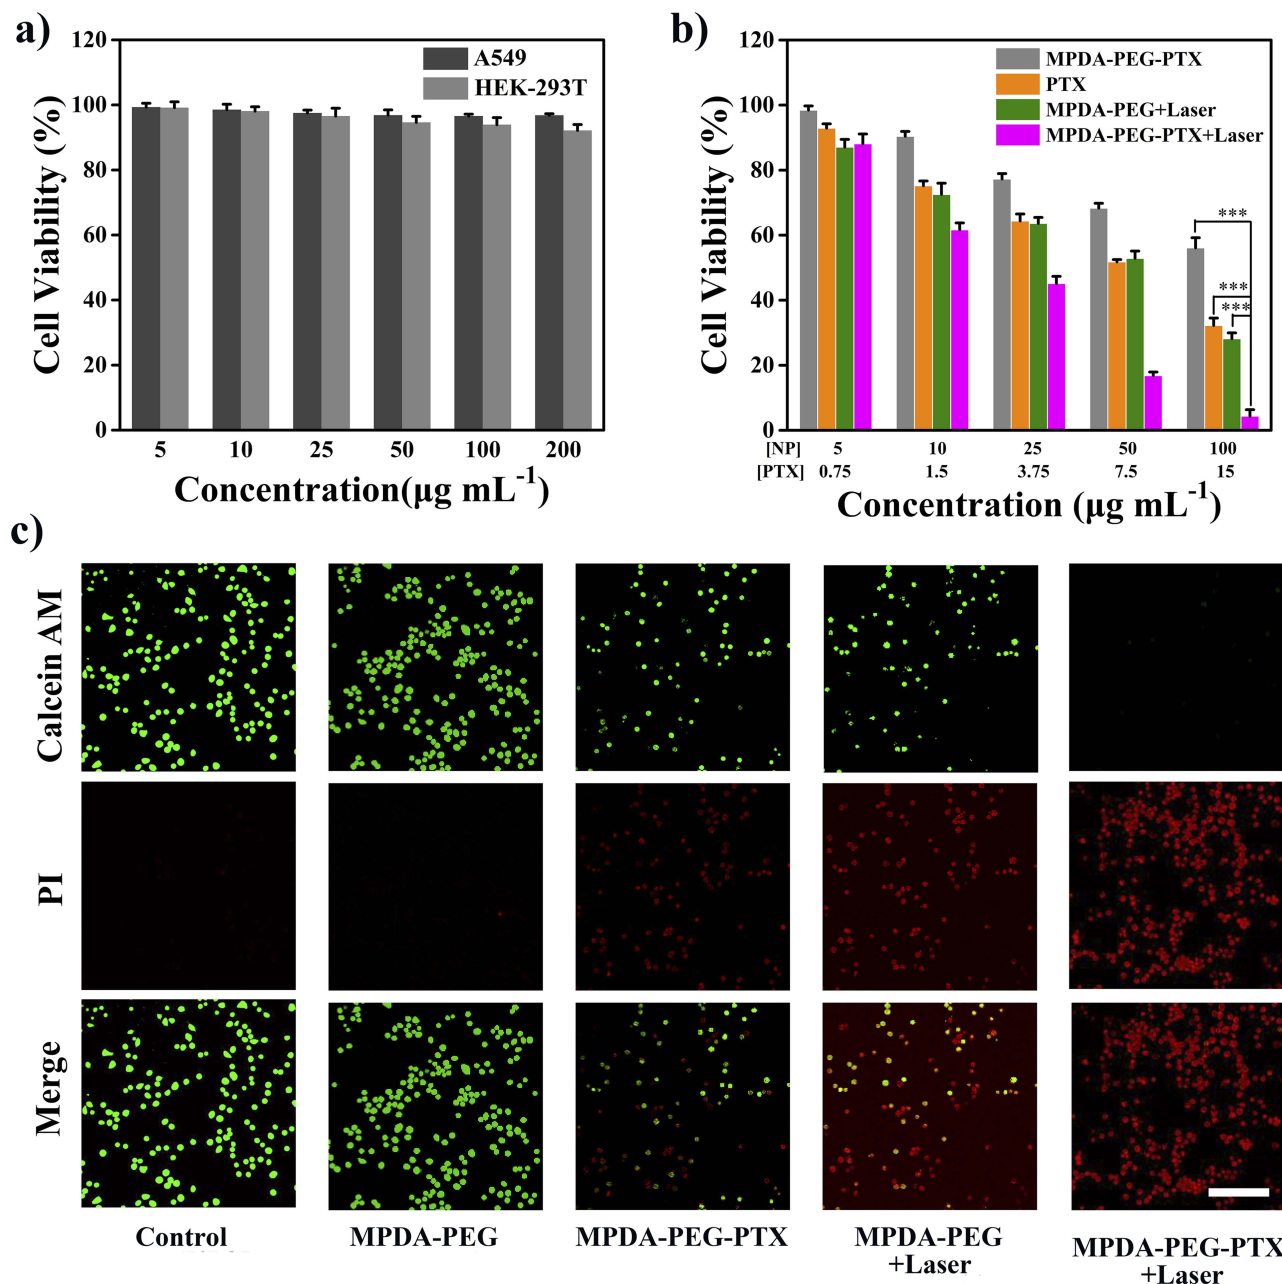 a)
120
100
80
60
40
20
0
Cell Viability (%)
A549
HEK-293T
5 10 25 50 100 200
Concentration(μg mL-1)
b)
120
100
80
60
40
20
0
Cell Viability (%)
MPDA-PEG-PTX
PTX
MPDA-PEG+Laser
MPDA-PEG-PTX+Laser
***
***
***
[NP] 5 10 25 50 100
[PTX] 0.75 1.5 3.75 7.5 15
Concentration (μg mL-1)
c)
Calcein AM
PI
Merge
Control
MPDA-PEG
MPDA-PEG-PTX
MPDA-PEG
+Laser
MPDA-PEG-PTX
+Laser